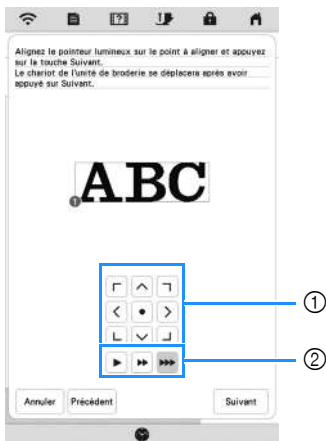 Alignez le pointeur lumineux sur le point à aligner et appuyez
sur la touche Suivant.
Le chariot de l'unité de broderie se déplacera après avoir
appuyé sur Suivant.
ABC
1
①
②
Annuler Précédent Suivant